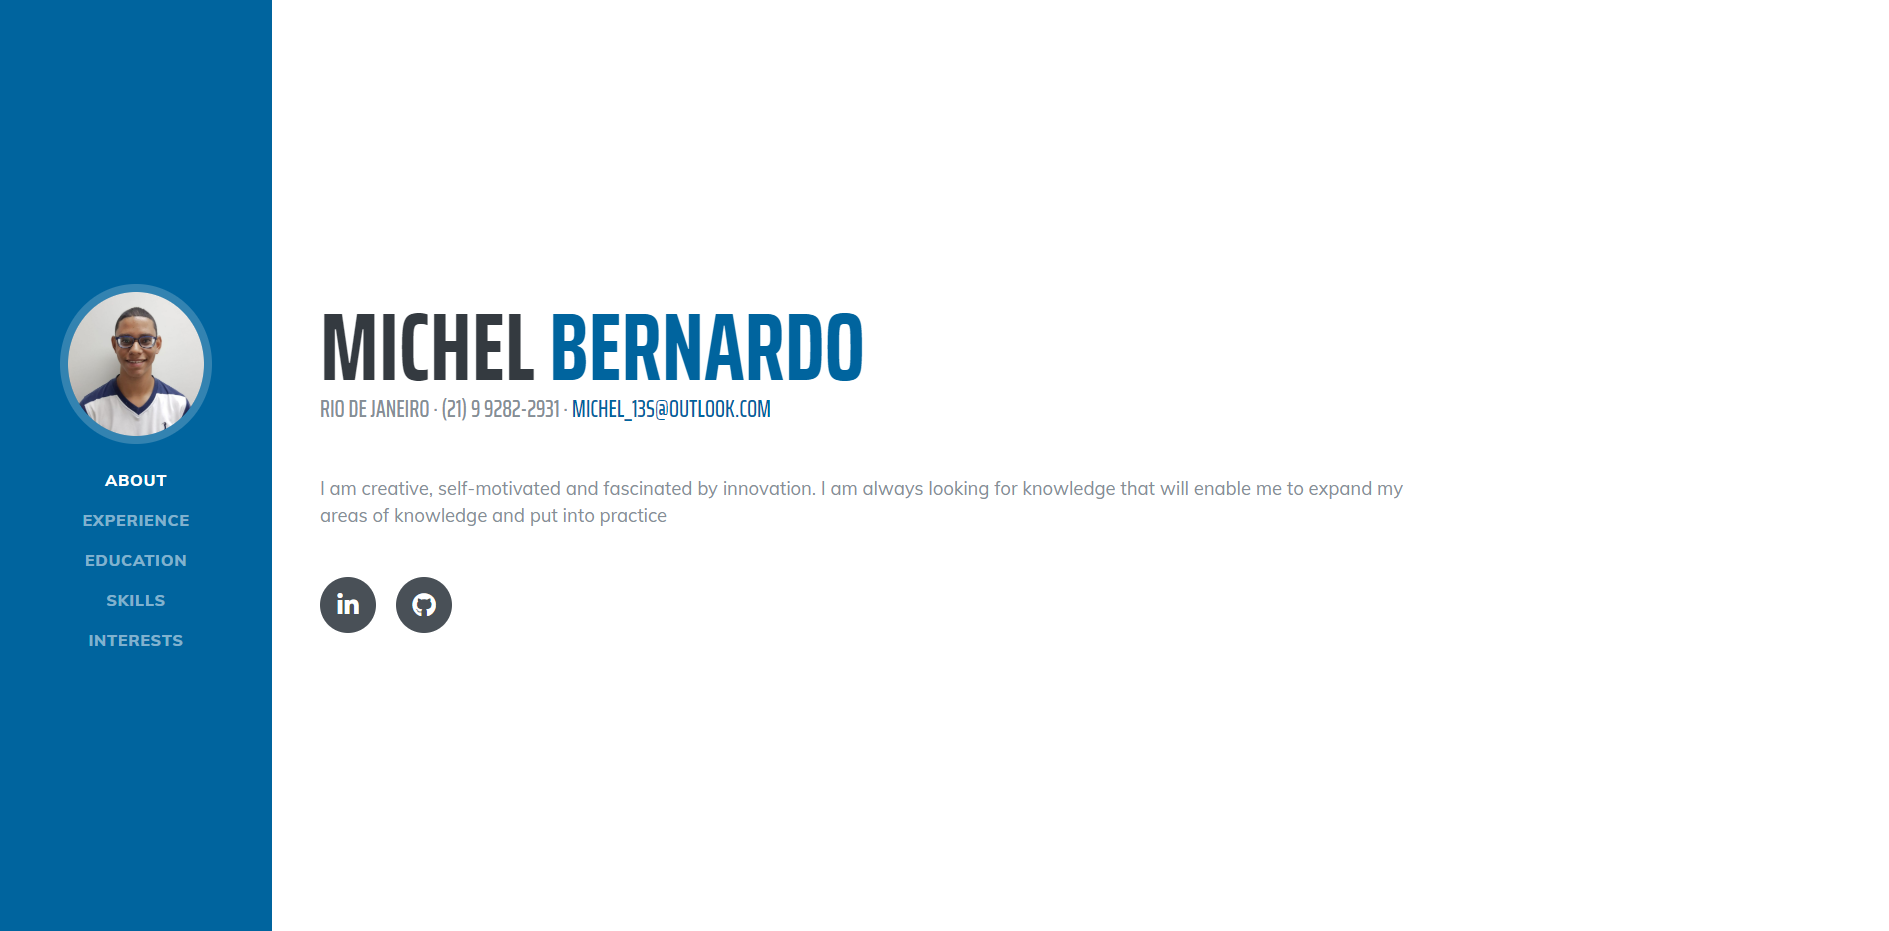 ABOUT
EXPERIENCE
EDUCATION
SKILLS
INTERESTS
MICHEL BERNARDO
RIO DE JANEIRO · (21) 9 9282-2931 · MICHEL_13S@OUTLOOK.COM
I am creative, self-motivated and fascinated by innovation. I am always looking for knowledge that will enable me to expand my
areas of knowledge and put into practice
in